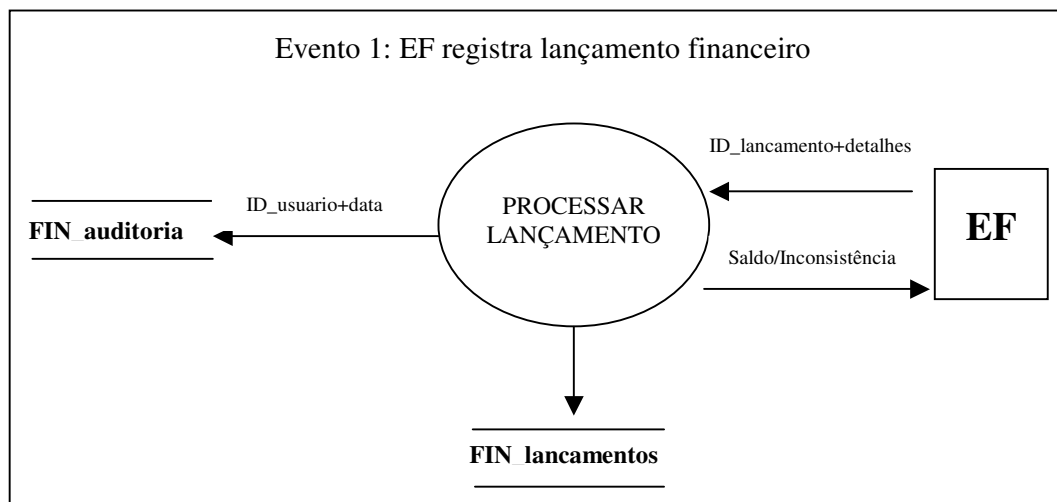 Evento 1: EF registra lançamento financeiro
ID_lancamento+detalhes
ID_usuario+data
PROCESSAR
LANÇAMENTO
EF
FIN_auditoria
Saldo/Inconsistência
FIN_lancamentos